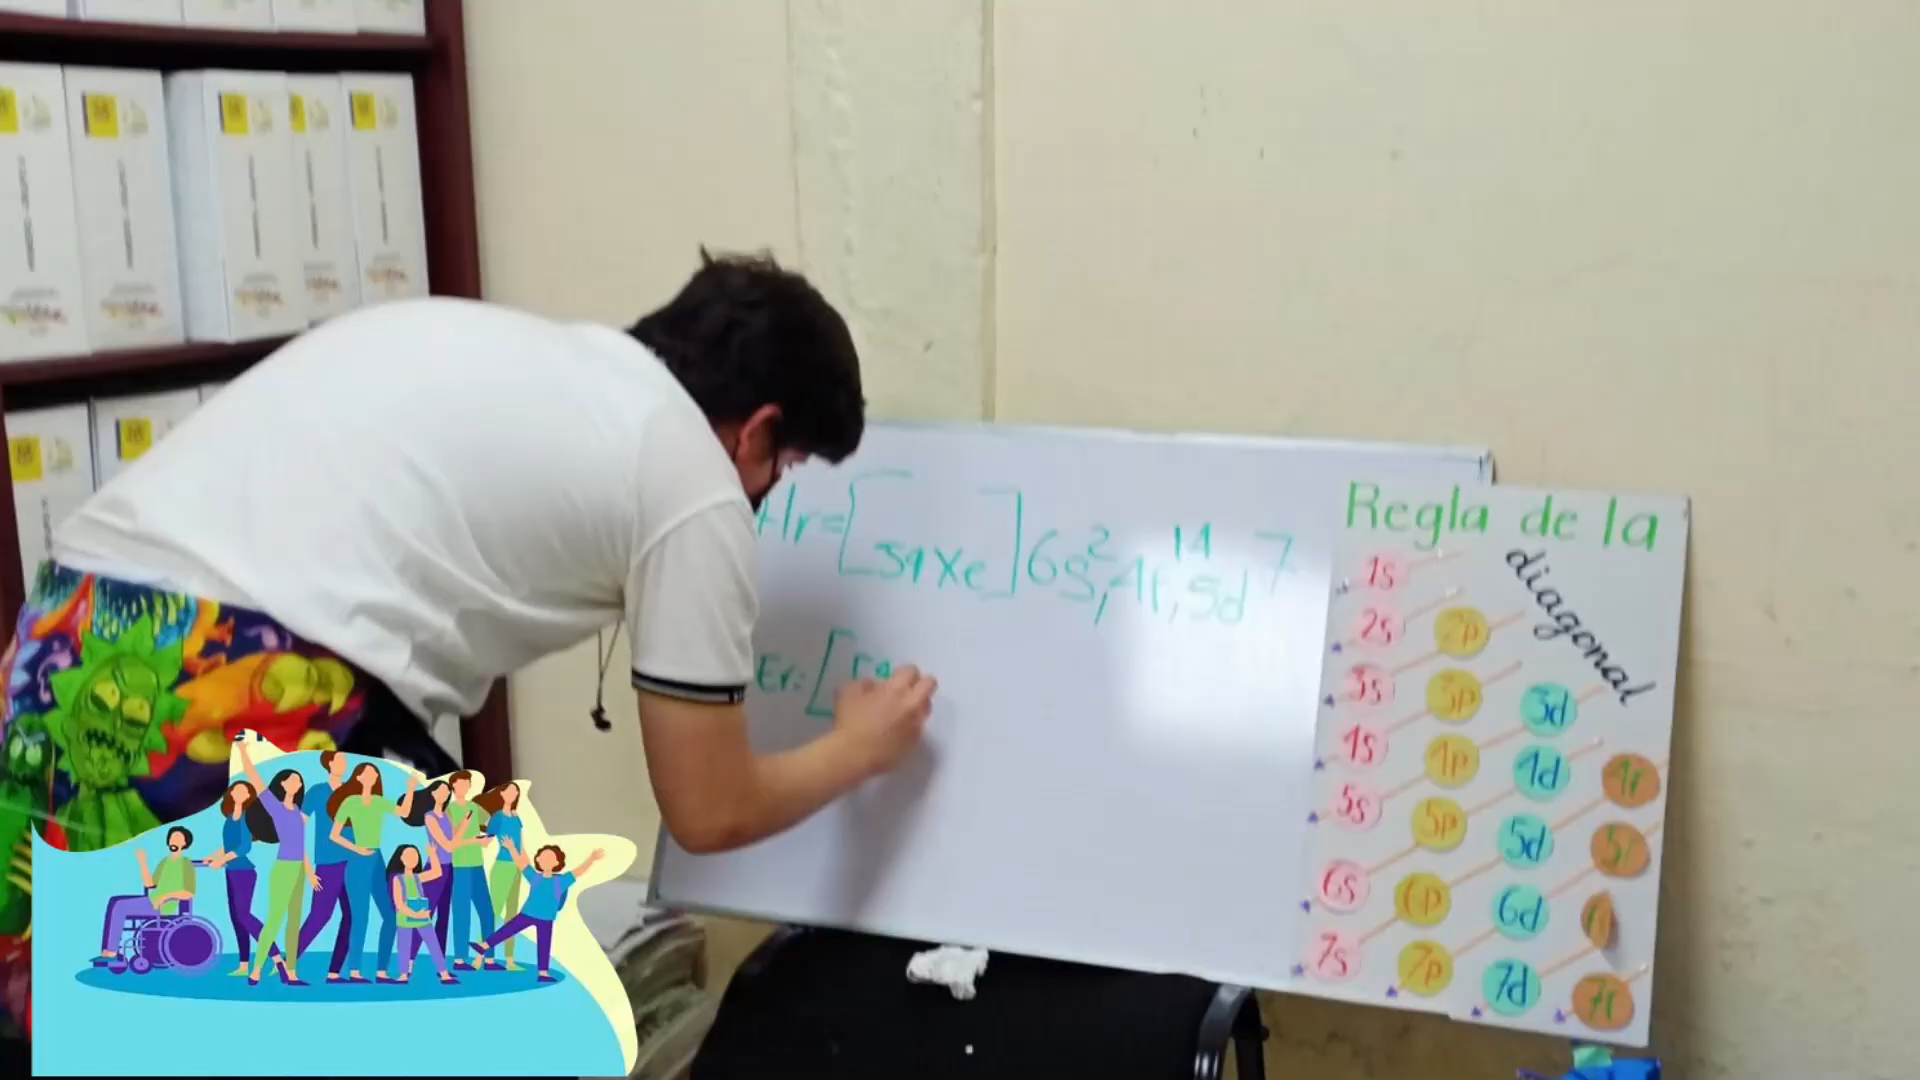 Ir=[54Xe]6s²,4f¹⁴,5d⁷
Er:[54
Regla de la
diagonal
1s
2s 2p
3s 3p 3d
4s 4p 4d 4f
5s 5p 5d 5f
6s 6p 6d
7s 7p 7d 7f